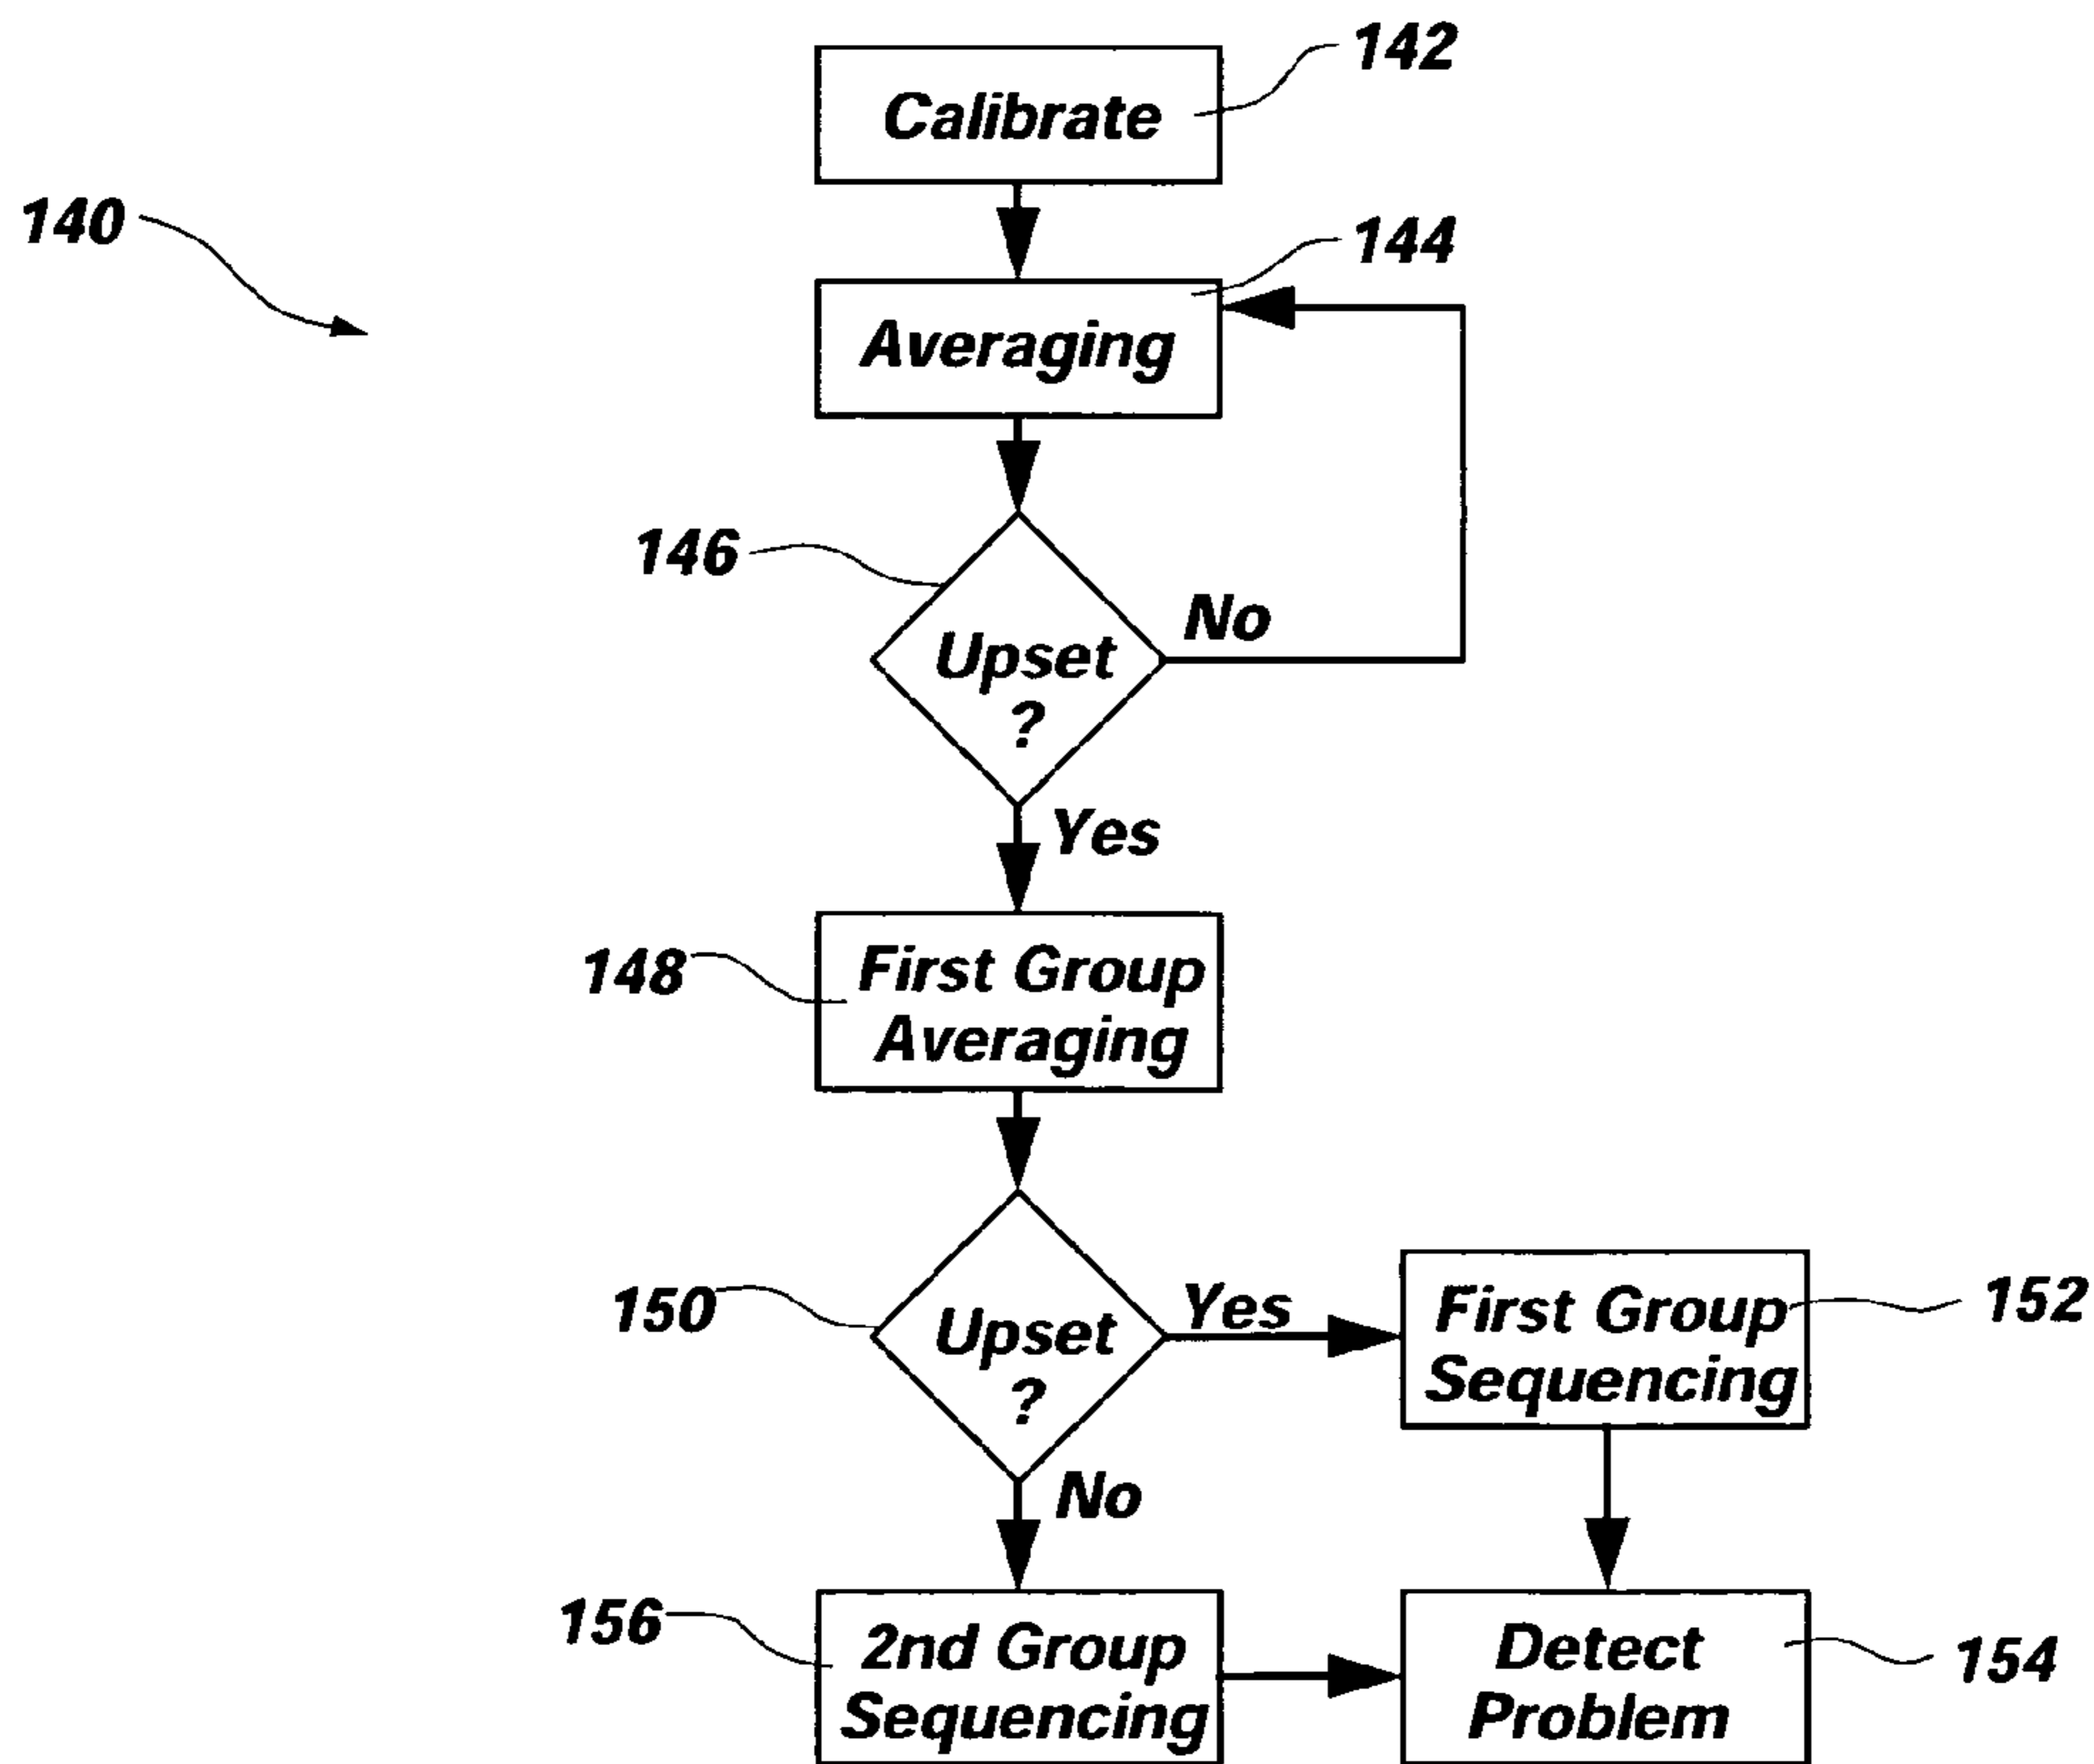 142
Calibrate
140
144
Averaging
146
No
Upset
?
Yes
148
First Group
Averaging
150
Yes
Upset
?
First Group
Sequencing
152
No
156
2nd Group
Sequencing
Detect
Problem
154